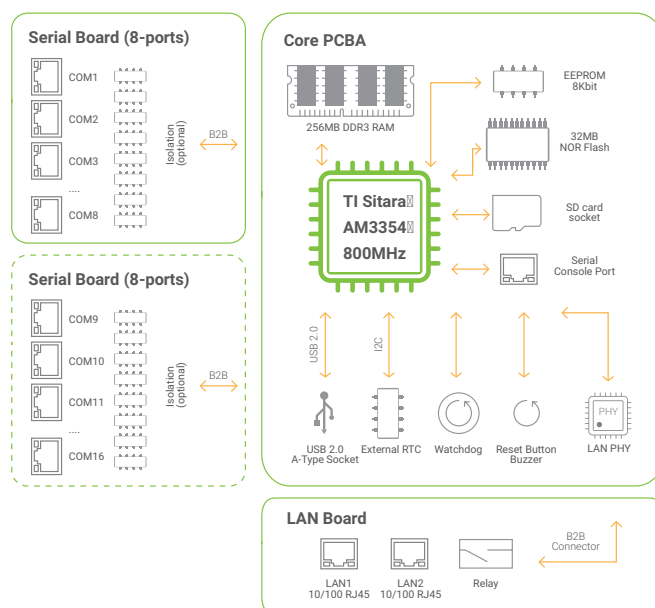 Serial Board (8-ports)
COM1
COM2
COM3
....
COM8
Isolation
(optional)
B2B
Serial Board (8-ports)
COM9
COM10
COM11
....
COM16
Isolation
(optional)
B2B
Core PCBA
256MB DDR3 RAM
EEPROM
8Kbit
32MB
NOR Flash
TI Sitara
AM3354
800MHz
SD card
socket
Serial
Console Port
USB 2.0
I2C
USB 2.0
A-Type Socket
External RTC
Watchdog
Reset Button
Buzzer
PHY
LAN PHY
LAN Board
LAN1
10/100 RJ45
LAN2
10/100 RJ45
Relay
B2B
Connector